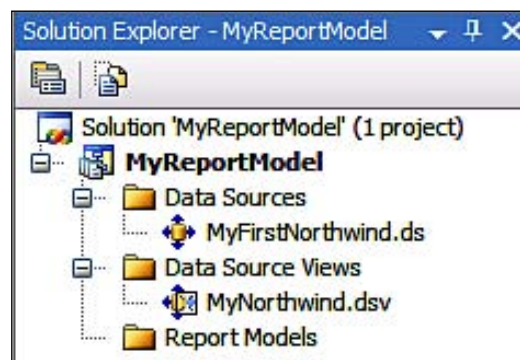 Solution Explorer - MyReportModel
Solution 'MyReportModel' (1 project)
MyReportModel
Data Sources
MyFirstNorthwind.ds
Data Source Views
MyNorthwind.dsv
Report Models